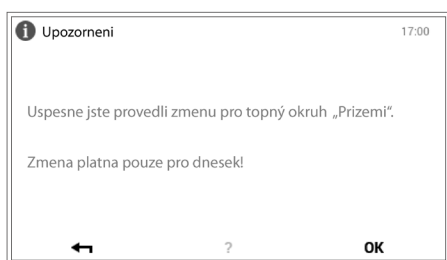 Upozorneni
17:00
Uspesne jste provedli zmenu pro topný okruh „Prizemi“.
Zmena platna pouze pro dnesek!
?
OK